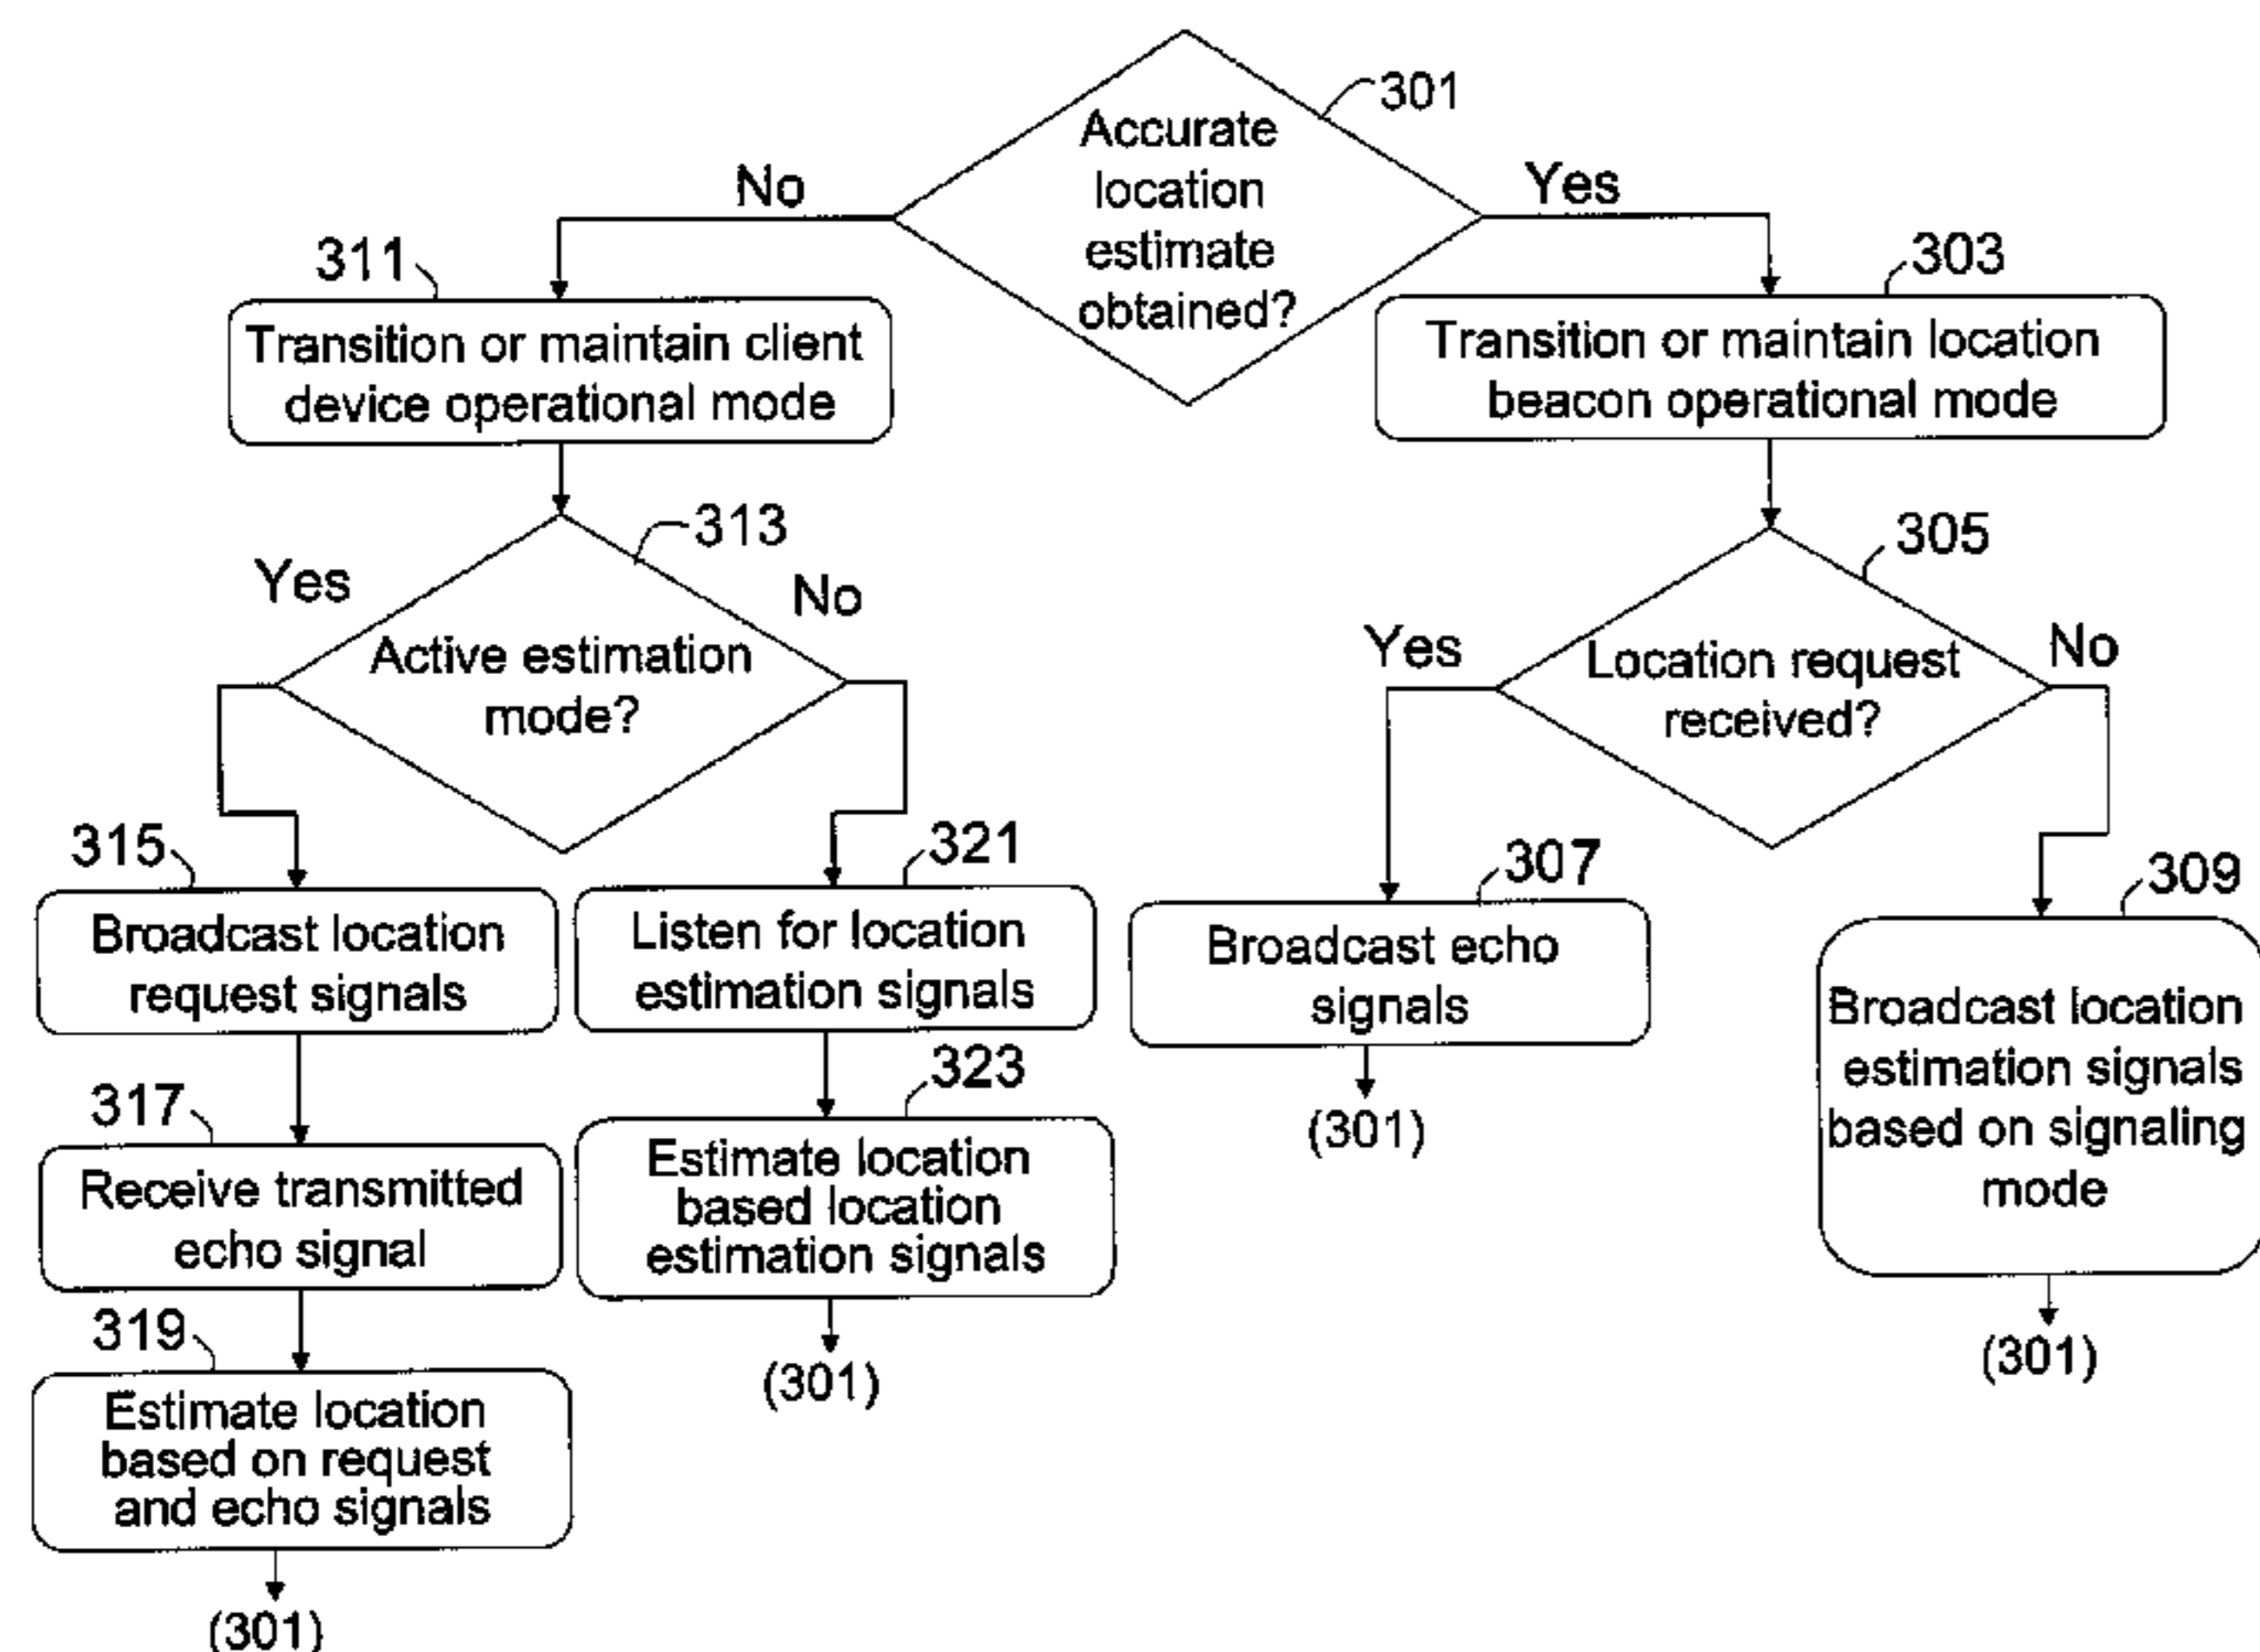 301
Accurate
location
estimate
obtained?
No
Yes
311
Transition or maintain client
device operational mode
303
Transition or maintain location
beacon operational mode
313
Yes
No
Active estimation
mode?
305
Yes
No
Location request
received?
315
Broadcast location
request signals
321
Listen for location
estimation signals
307
Broadcast echo
signals
(301)
309
Broadcast location
estimation signals
based on signaling
mode
(301)
317
Receive transmitted
echo signal
323
Estimate location
based location
estimation signals
(301)
319
Estimate location
based on request
and echo signals
(301)